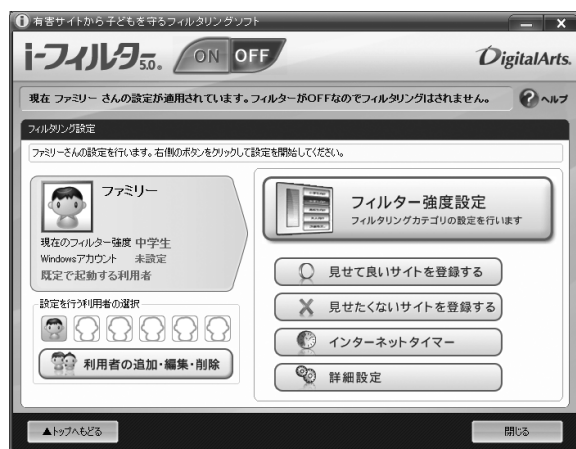 有害サイトから子どもを守るフィルタリングソフト
i-フィルター 5.0. ON OFF
DigitalArts.
現在 ファミリー さんの設定が適用されています。フィルターがOFFなのでフィルタリングはされません。
ヘルプ
フィルタリング設定
ファミリーさんの設定を行います。右側のボタンをクリックして設定を開始してください。
ファミリー
現在のフィルター強度 中学生
Windowsアカウント 未設定
既定で起動する利用者
設定を行う利用者の選択
利用者の追加・編集・削除
フィルター強度設定
フィルタリングカテゴリの設定を行います
見せて良いサイトを登録する
見せたくないサイトを登録する
インターネットタイマー
詳細設定
▲トップへもどる
閉じる